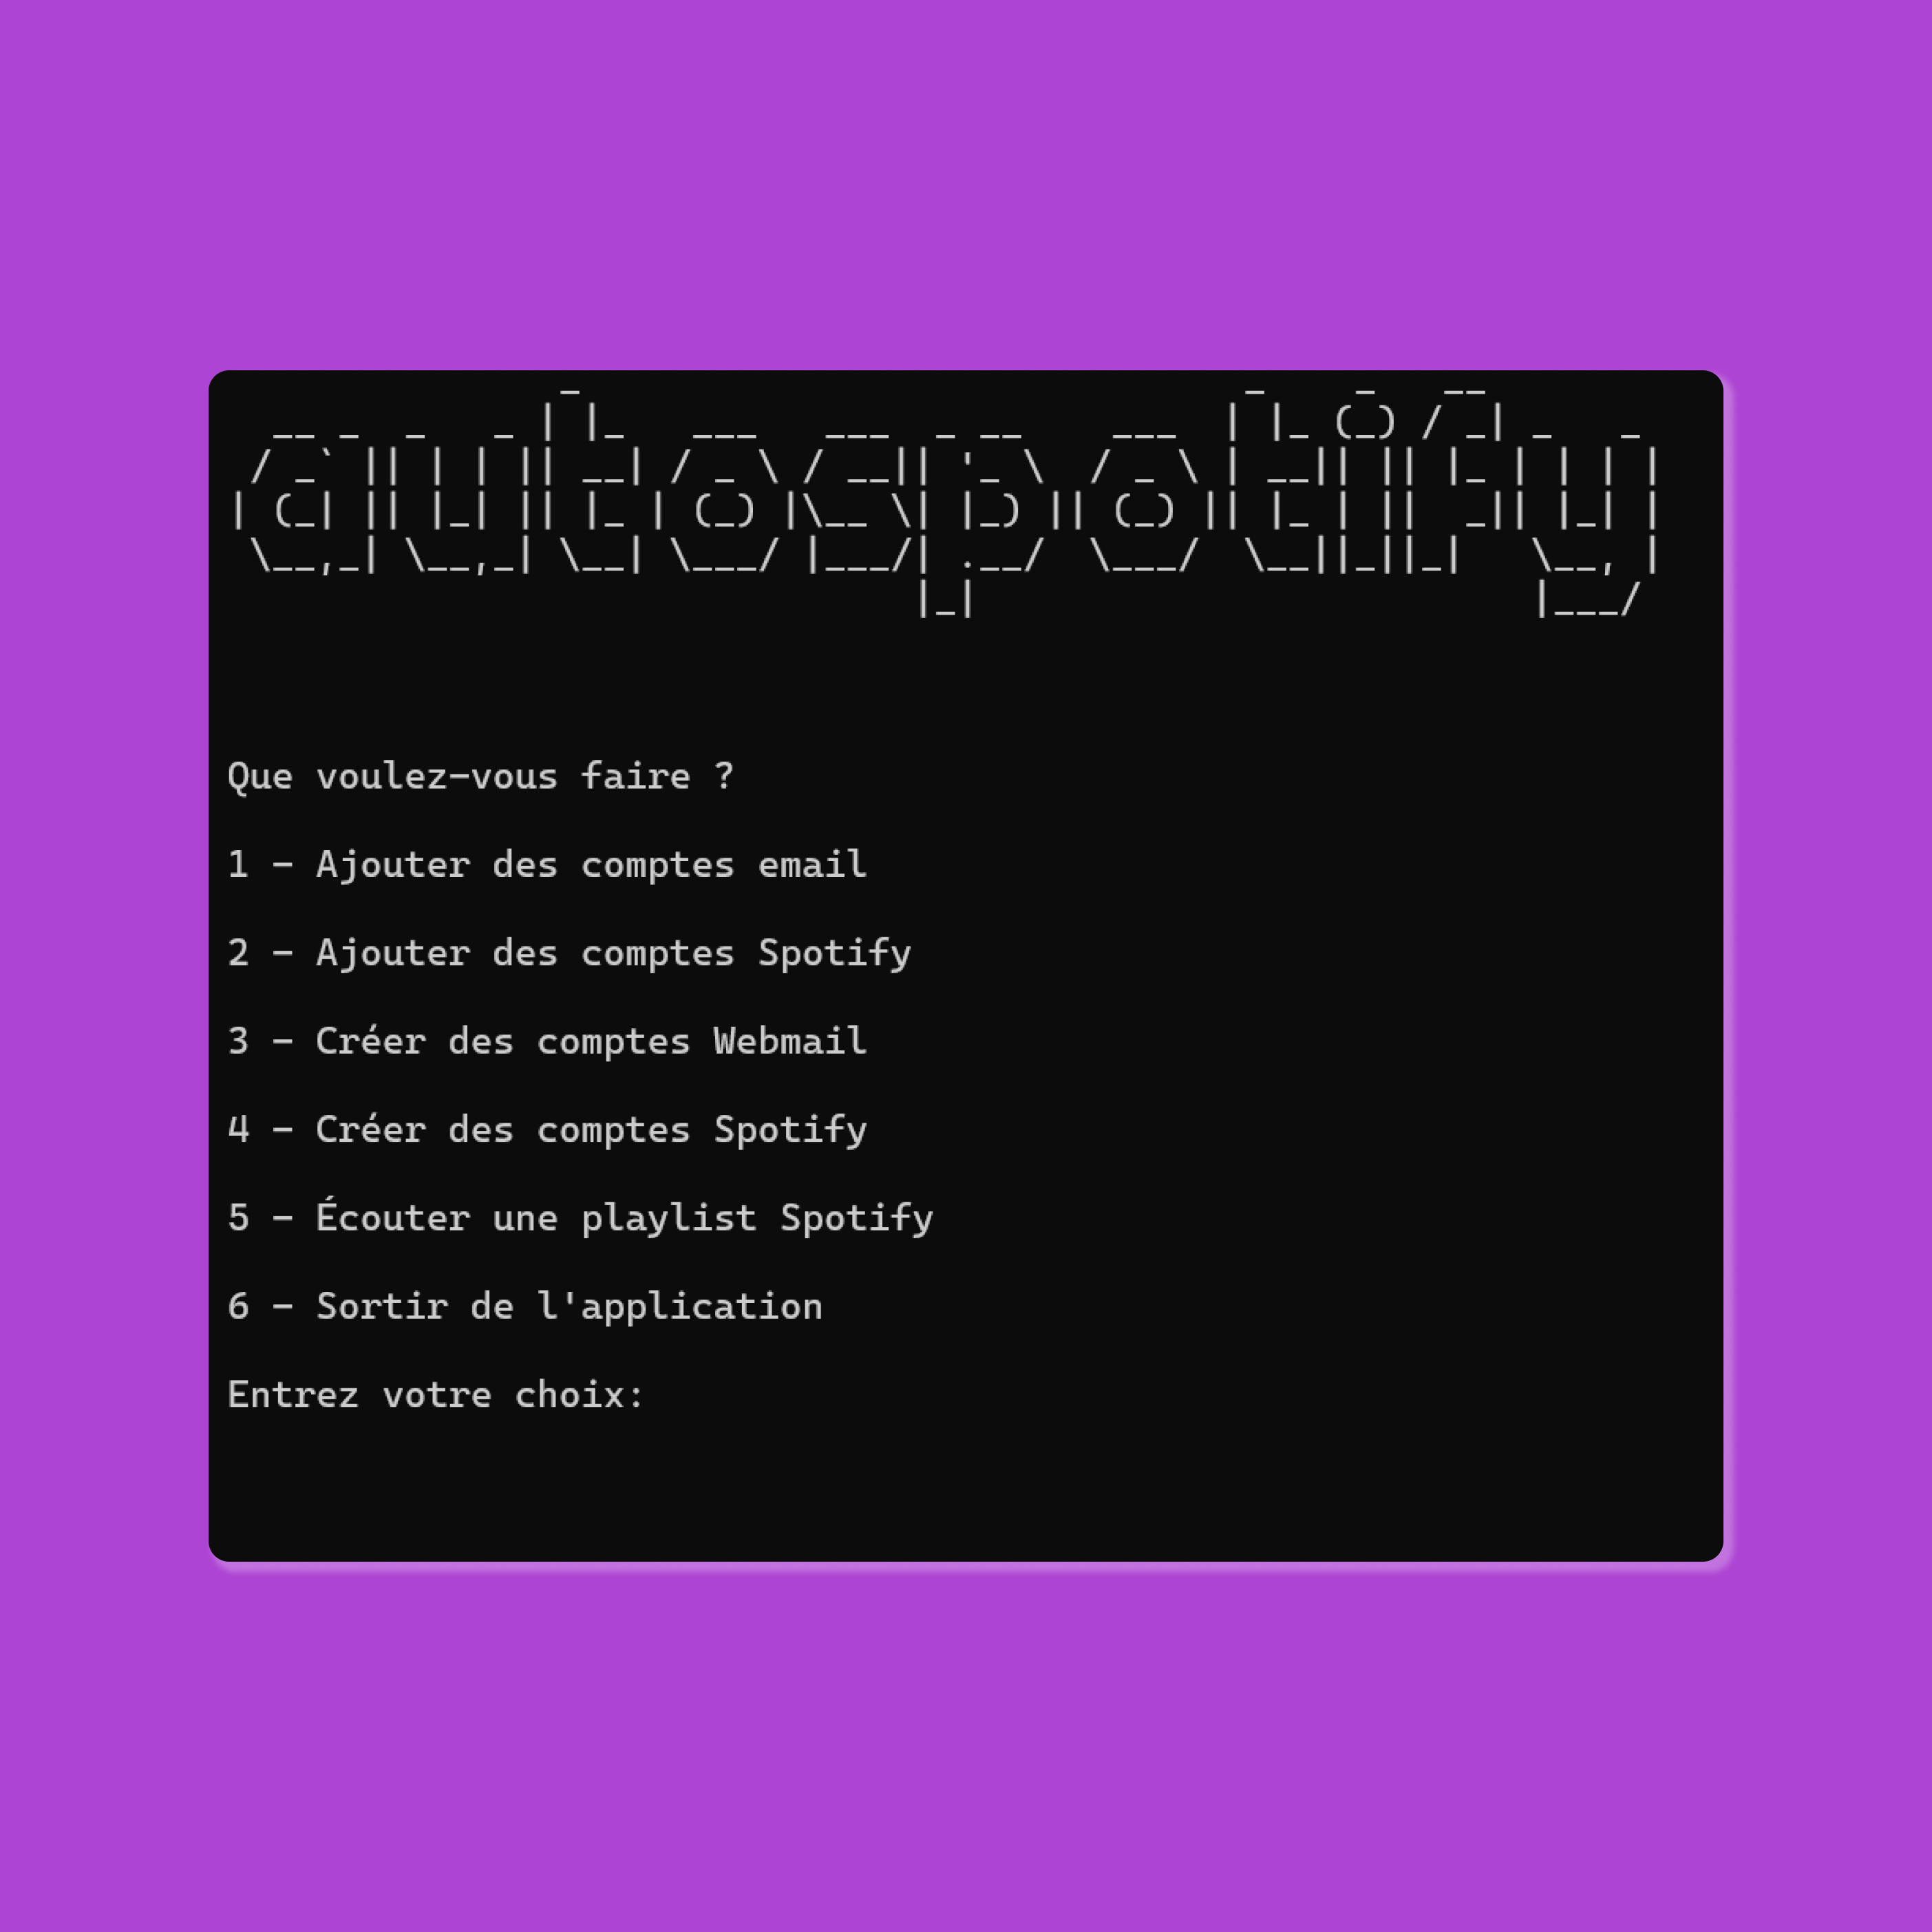 autospotify
Que voulez-vous faire ?
1 - Ajouter des comptes email
2 - Ajouter des comptes Spotify
3 - Créer des comptes Webmail
4 - Créer des comptes Spotify
5 - Écouter une playlist Spotify
6 - Sortir de l'application
Entrez votre choix: